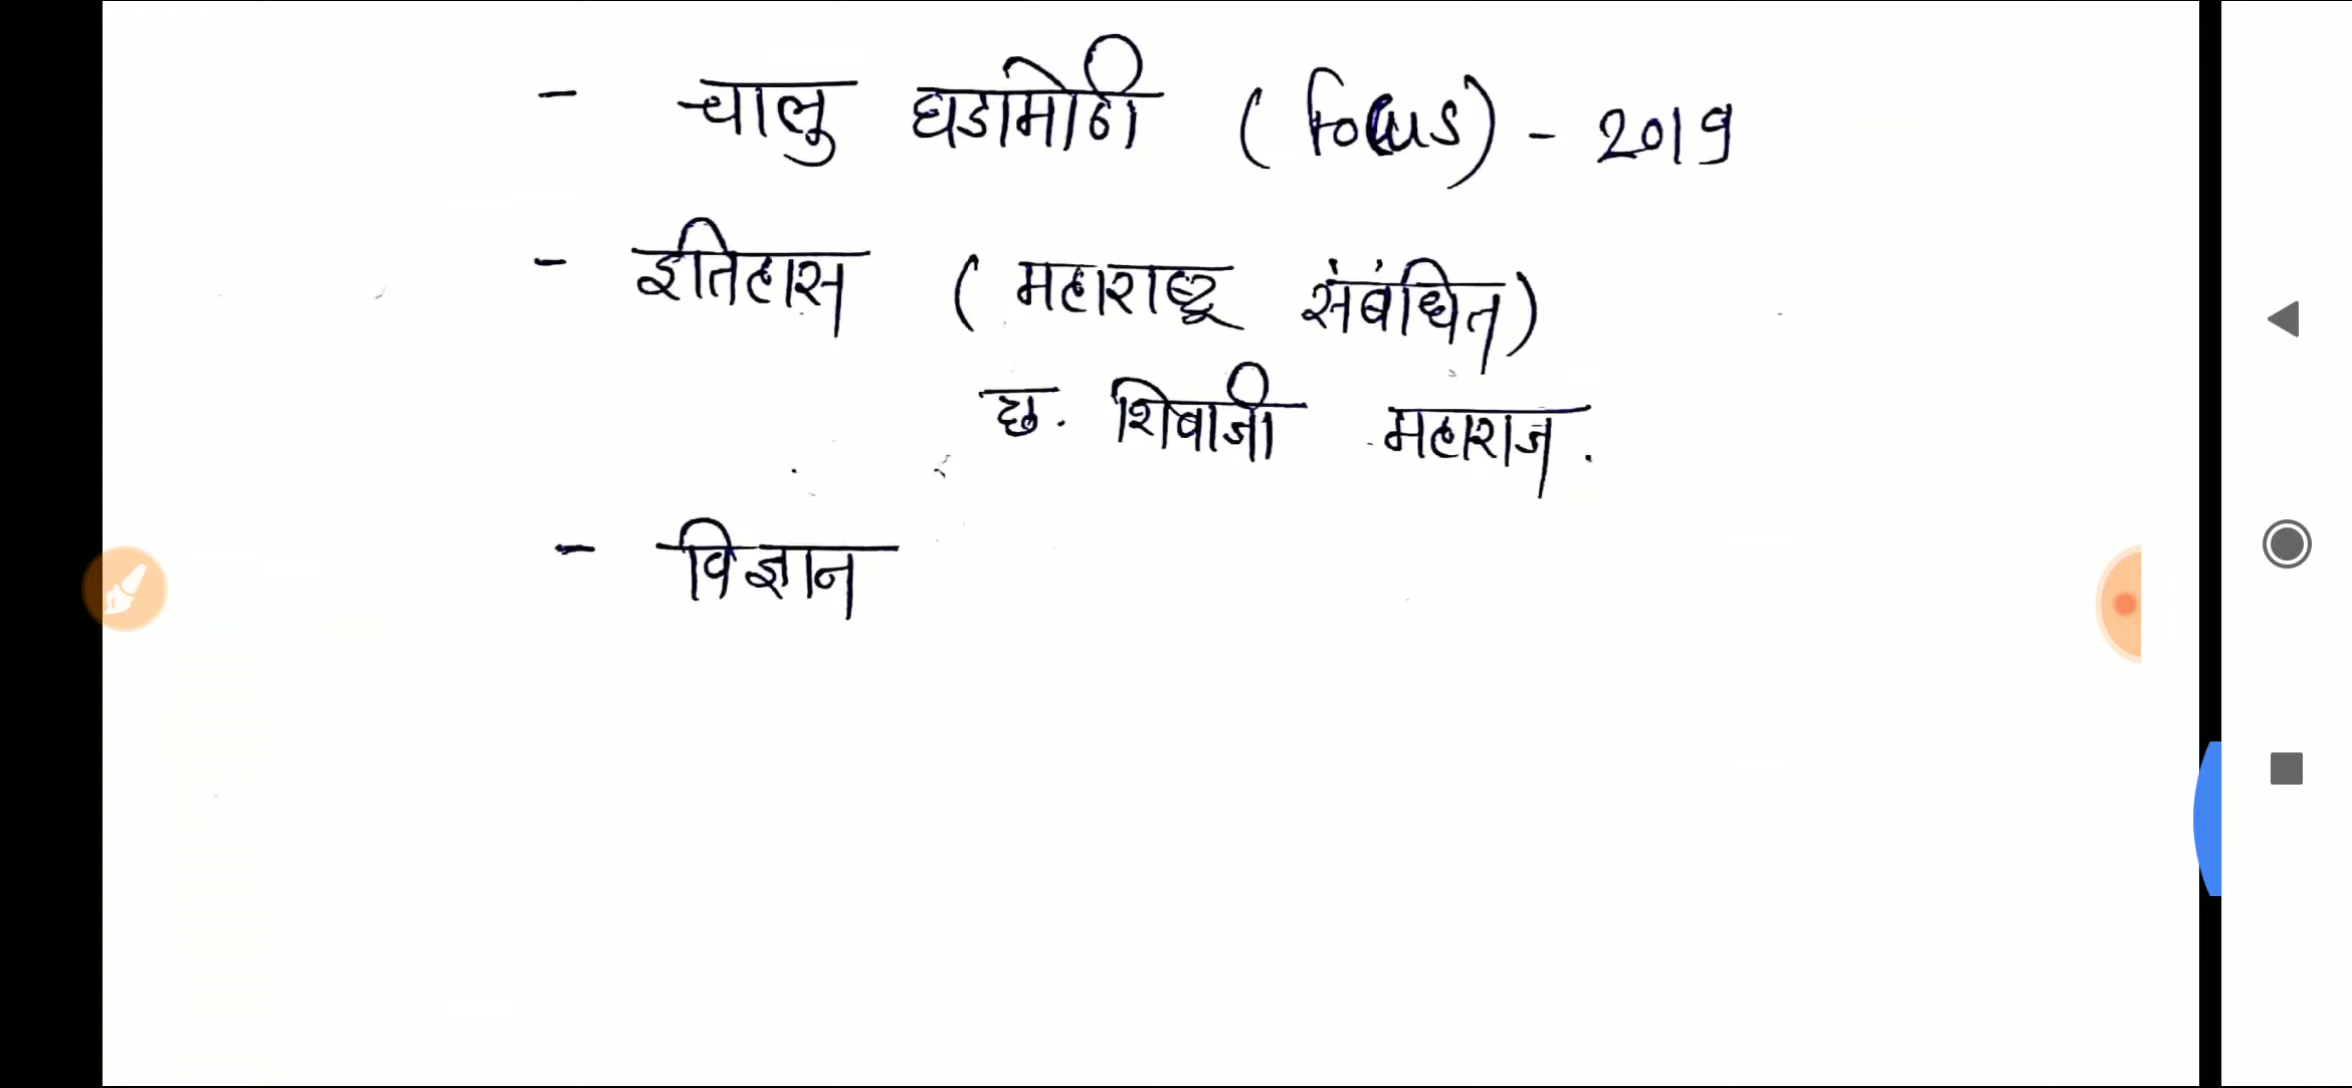 - चालु घडामोठी (focus) - 2019
- इतिहास (महाराष्ट्र संबंधित)
छ. शिवाजी महाराज.
- विज्ञान